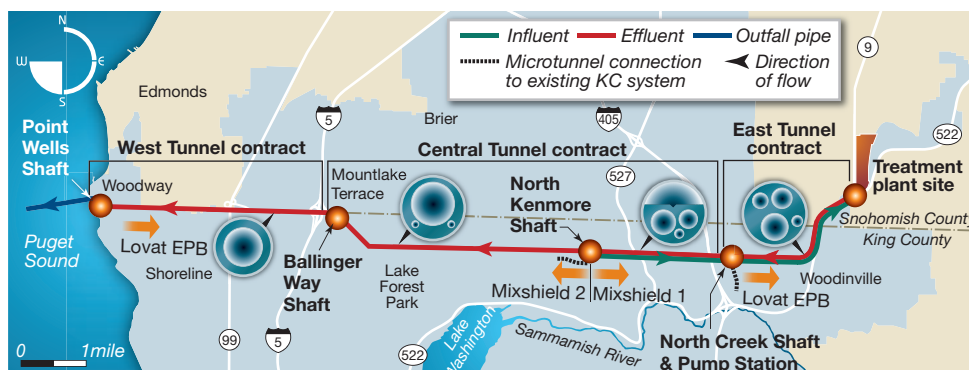 N
W
E
S
Influent
Effluent
Outfall pipe
Microtunnel connection
to existing KC system
Direction
of flow
9
Edmonds
5
Brier
405
522
Point
Wells
Shaft
West Tunnel contract
Central Tunnel contract
East Tunnel
contract
Woodway
Mountlake
Terrace
North
Kenmore
Shaft
527
Treatment
plant site
Snohomish County
King County
Puget
Sound
Lovat EPB
Shoreline
Ballinger
Way
Shaft
Lake
Forest
Park
Mixshield 2
Mixshield 1
Woodinville
Lovat EPB
0
1mile
99
5
522
Lake
Washington
Sammamish River
North Creek Shaft
& Pump Station